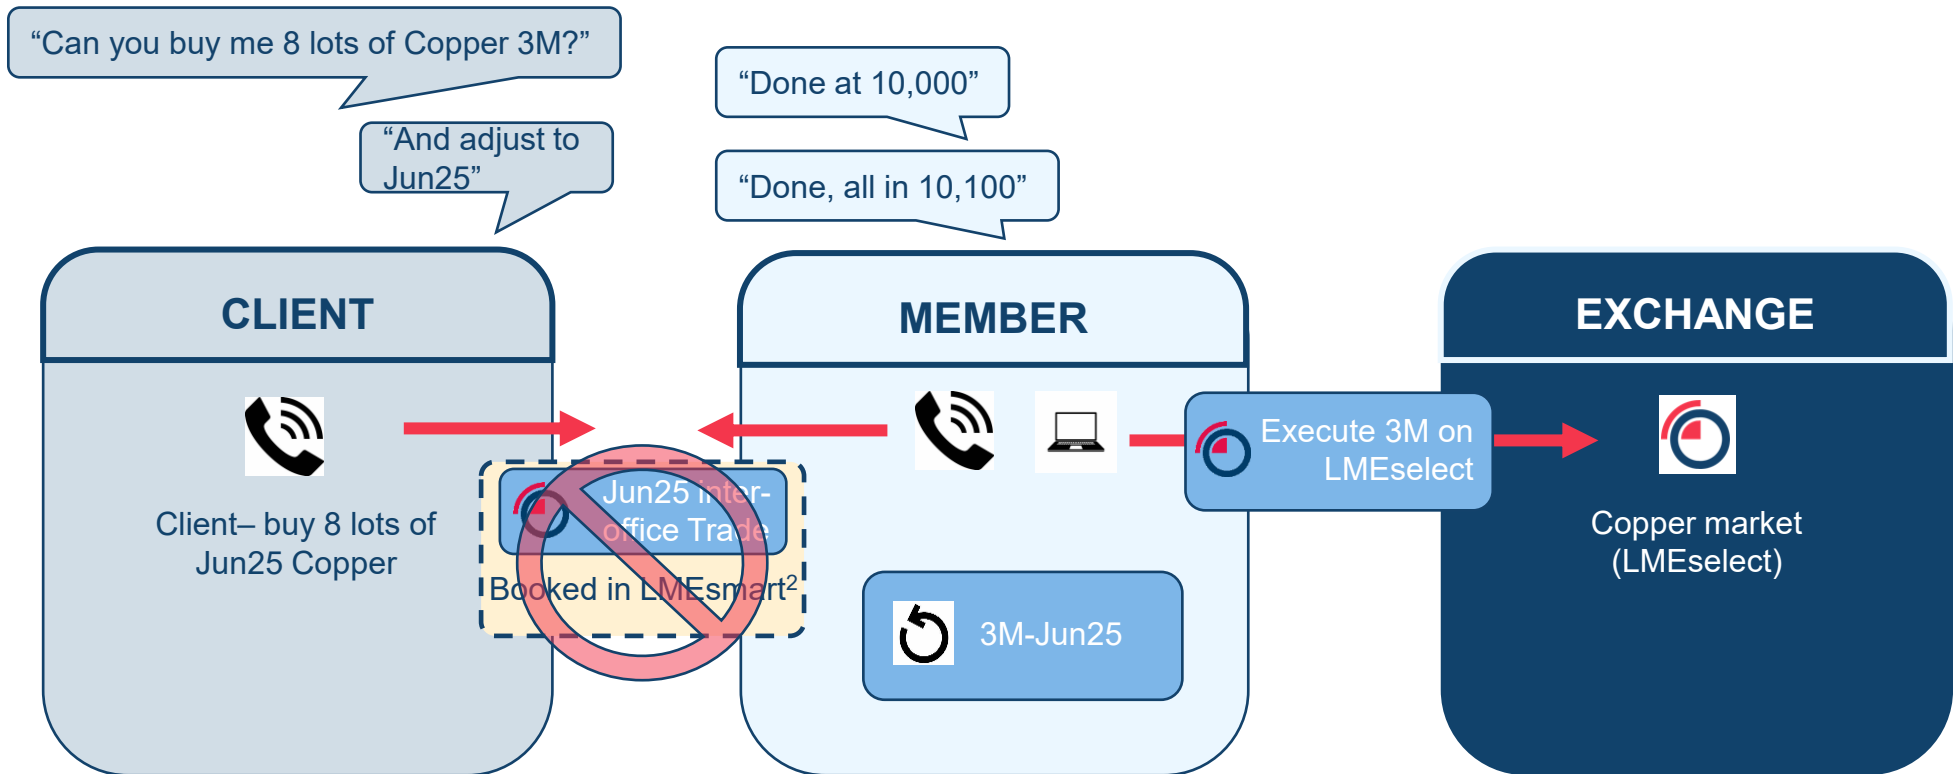 “Can you buy me 8 lots of Copper 3M?”
“And adjust to
Jun25”
“Done at 10,000”
“Done, all in 10,100”
CLIENT
MEMBER
EXCHANGE
Client– buy 8 lots of
Jun25 Copper
Jun25 inter-
office Trade
Booked in LMEsmart²
Execute 3M on
LMEselect
3M-Jun25
Copper market
(LMEselect)